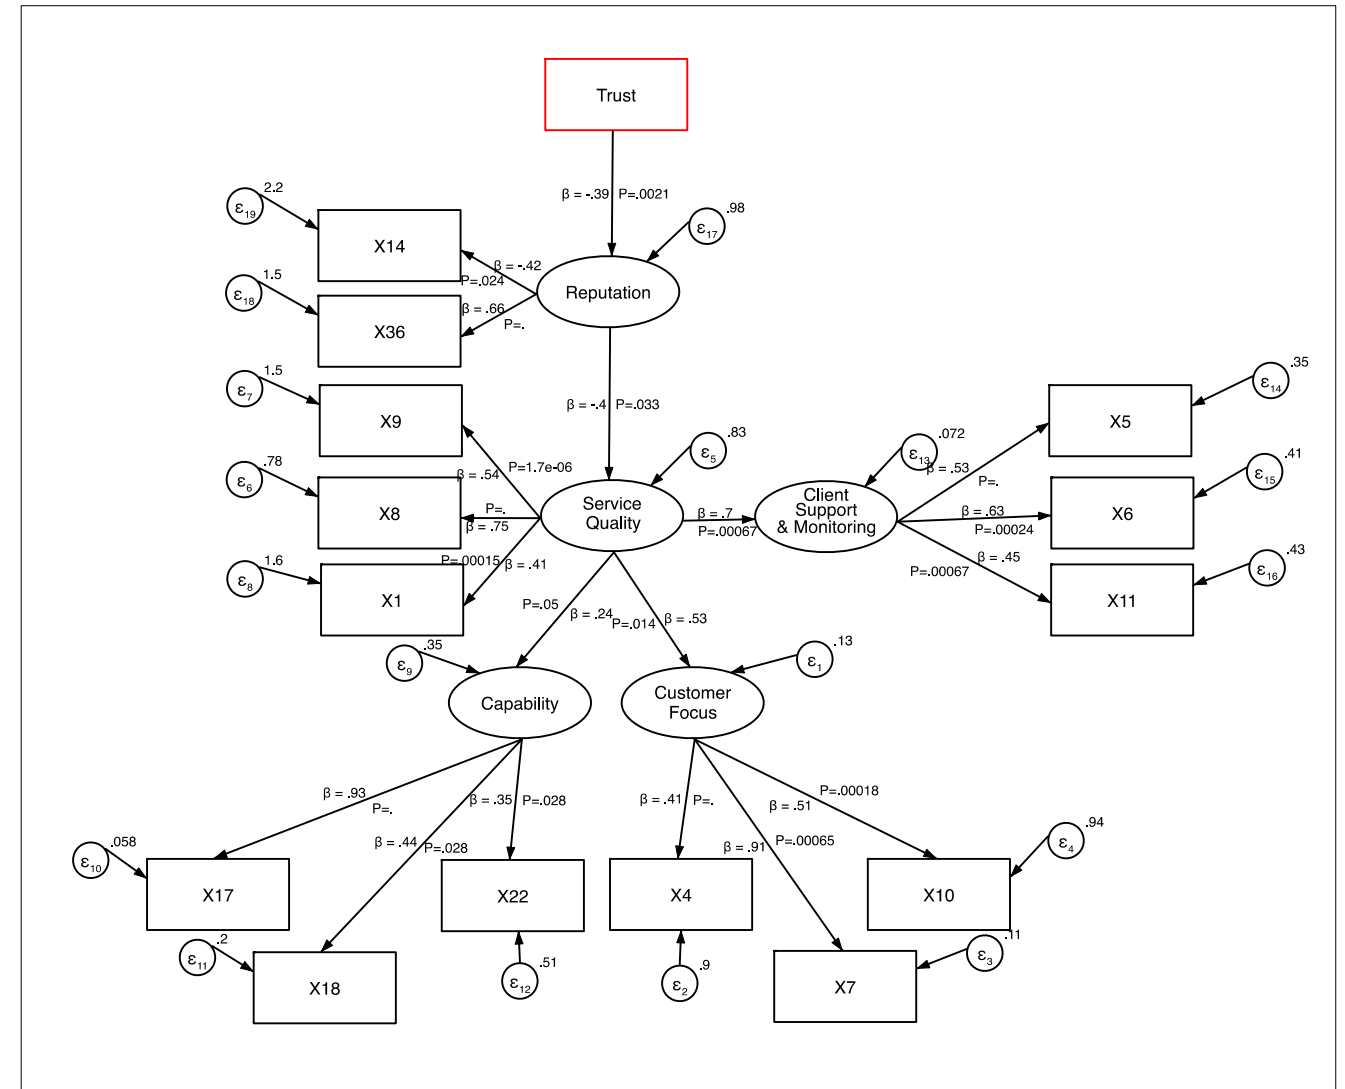 Trust
β = -.39 P=.0021
2.2
ε19
.98
ε17
X14
β = -.42
P=.024
1.5
ε18
Reputation
β = .66
P=.
X36
1.5
ε7
X9
β = -.4 P=.033
.35
ε14
X5
.83
ε5
.072
ε13
β = .53
P=.
.78
ε6
P=1.7e-06
β = .54
.41
ε15
X8
P=.
β = .75
Service
Quality
β = .7
P=.00067
Client
Support
& Monitoring
β = .63
P=.00024
X6
1.6
ε8
P=.00015
β = .41
β = .45
P=.00067
.43
ε16
X1
X11
P=.05
β = .24
P=.014
β = .53
.35
ε9
.13
ε1
Capability
Customer
Focus
β = .93
P=.
β = .35
P=.028
β = .41
P=.
P=.00018
β = .51
β = .44
P=.028
β = .91
P=.00065
.058
ε10
.94
ε4
X17
X22
X4
X10
.2
ε11
.51
ε12
.9
ε2
.11
ε3
X18
X7